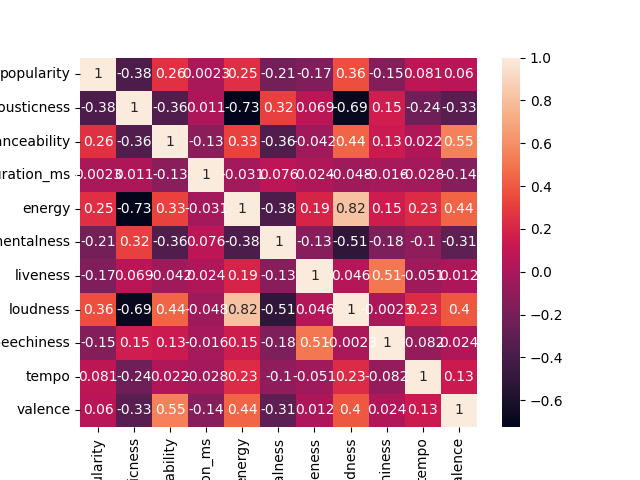 popularity 1 -0.38 0.26 0.0023 0.25 -0.21 -0.17 0.36 -0.15 0.081 0.06 1.0
ousticness -0.38 1 -0.36 0.011 -0.73 0.32 0.069 -0.69 0.15 -0.24 -0.33 0.8
nceability 0.26 -0.36 1 -0.13 0.33 -0.36 -0.042 0.44 0.13 0.022 0.55 0.6
uration_ms 0.0023 0.011 -0.13 1 -0.031 0.076 0.024 -0.048 -0.016 -0.028 -0.14 0.4
energy 0.25 -0.73 0.33 -0.031 1 -0.38 0.19 0.82 0.15 0.23 0.44 0.2
nentalness -0.21 0.32 -0.36 0.076 -0.38 1 -0.13 -0.51 -0.18 -0.1 -0.31
liveness -0.17 0.069 -0.042 0.024 0.19 -0.13 1 0.046 0.51 -0.051 0.012 0.0
loudness 0.36 -0.69 0.44 -0.048 0.82 -0.51 0.046 1 0.0023 0.23 0.4 −0.2
eechiness -0.15 0.15 0.13 -0.016 0.15 -0.18 0.51 -0.0023 1 -0.082 0.024
tempo 0.081 -0.24 0.022 -0.028 0.23 -0.1 -0.051 0.23 -0.082 1 0.13 −0.4
valence 0.06 -0.33 0.55 -0.14 0.44 -0.31 0.012 0.4 0.024 0.13 1 −0.6
ularity
ticness
ability
on_ms
energy
alness
eness
dness
hiness
tempo
alence